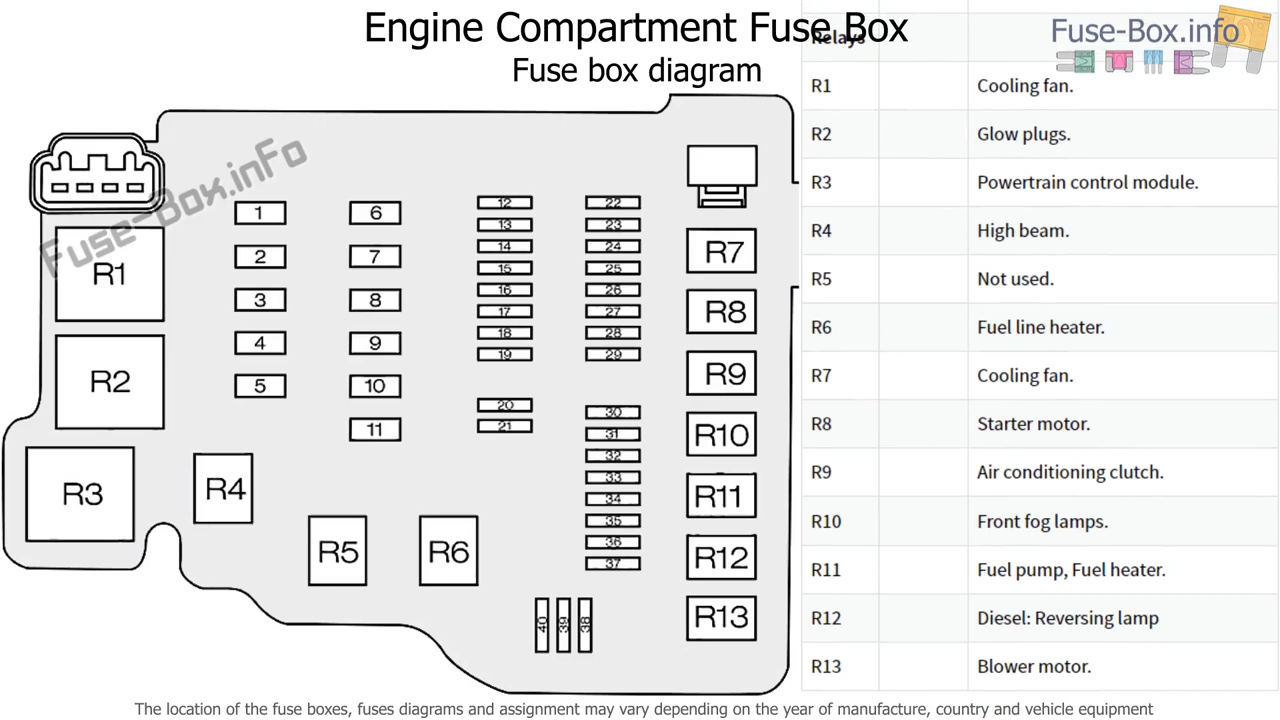 Engine Compartment Fuse Box
Fuse box diagram
Fuse-Box.info
Fuse-Box.inFo
R1
R2
R3
R4
R5
R6
1
2
3
4
5
6
7
8
9
10
11
12
13
14
15
16
17
18
19
20
21
22
23
24
25
26
27
28
29
30
31
32
33
34
35
36
37
40
39
38
R7
R8
R9
R10
R11
R12
R13
Relays
R1 Cooling fan.
R2 Glow plugs.
R3 Powertrain control module.
R4 High beam.
R5 Not used.
R6 Fuel line heater.
R7 Cooling fan.
R8 Starter motor.
R9 Air conditioning clutch.
R10 Front fog lamps.
R11 Fuel pump, Fuel heater.
R12 Diesel: Reversing lamp
R13 Blower motor.
The location of the fuse boxes, fuses diagrams and assignment may vary depending on the year of manufacture, country and vehicle equipment